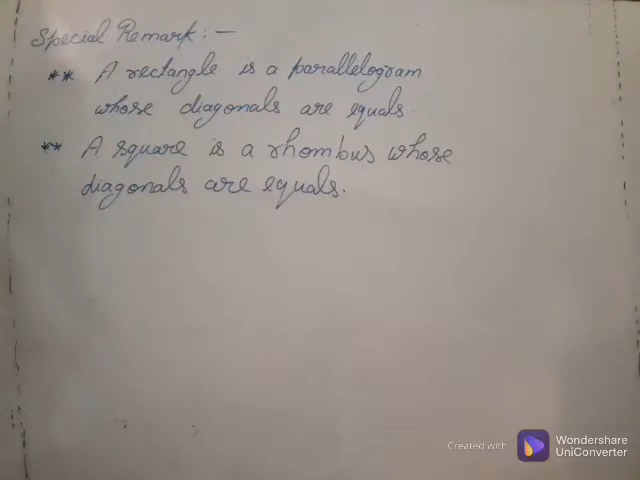 Special Remark:-
** A rectangle is a parallelogram
whose diagonals are equals.
** A square is a rhombus whose
diagonals are equals.
Created with Wondershare
UniConverter